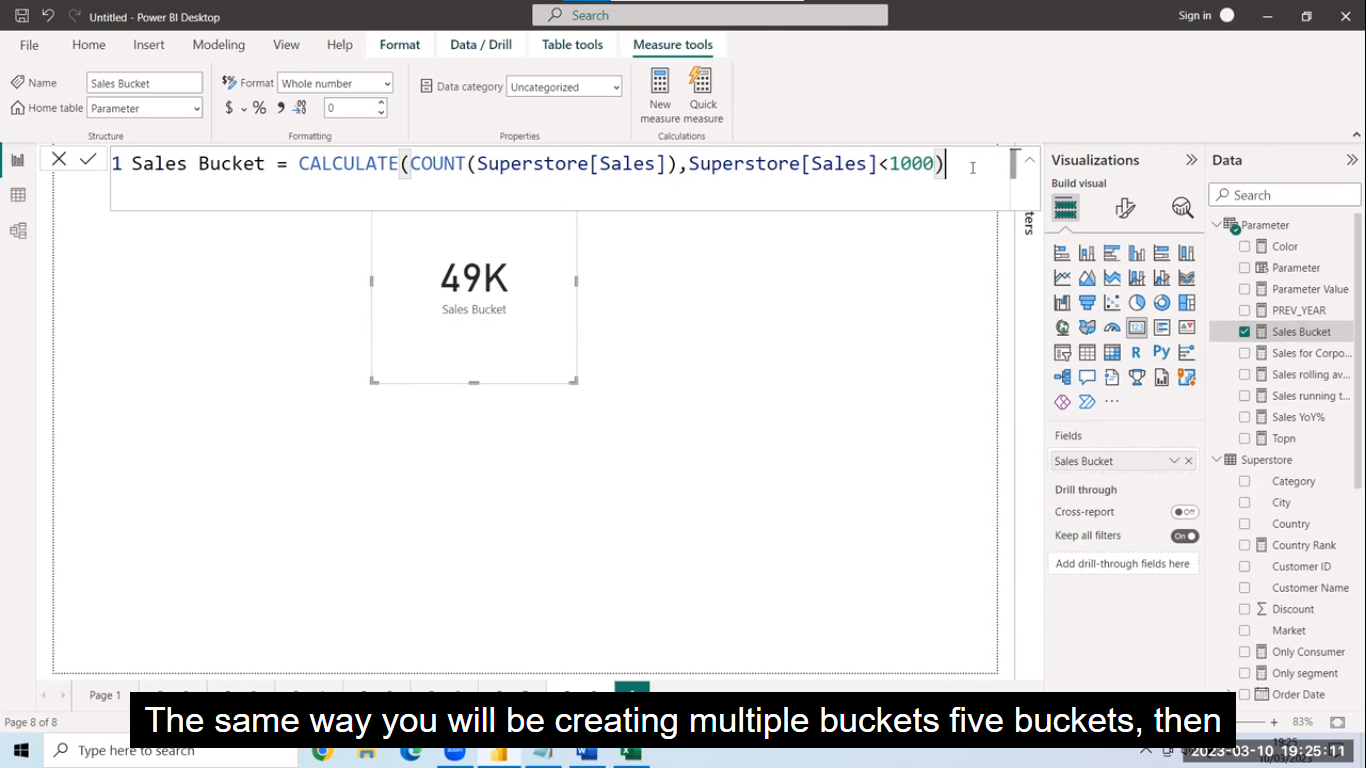 Untitled - Power BI Desktop
Search
Sign in
File Home Insert Modeling View Help Format Data / Drill Table tools Measure tools
Name Sales Bucket
Format Whole number
Data category Uncategorized
Home table Parameter
$ % 0
New measure
Quick measure
Structure Formatting Properties Calculations
1 Sales Bucket = CALCULATE(COUNT(Superstore[Sales]),Superstore[Sales]<1000)
49K
Sales Bucket
ters
Visualizations
Build visual
R Py
Fields
Sales Bucket
Drill through
Cross-report Off
Keep all filters On
Add drill-through fields here
Data
Search
Parameter
Color
Parameter
Parameter Value
PREV_YEAR
Sales Bucket
Sales for Corpo...
Sales rolling av...
Sales running t...
Sales YoY%
Topn
Superstore
Category
City
Country
Country Rank
Customer ID
Customer Name
Discount
Market
Only Consumer
Only segment
Order Date
Page 1
The same way you will be creating multiple buckets five buckets, then
Page 8 of 8
83%
Type here to search
2023-03-10 19:25:11